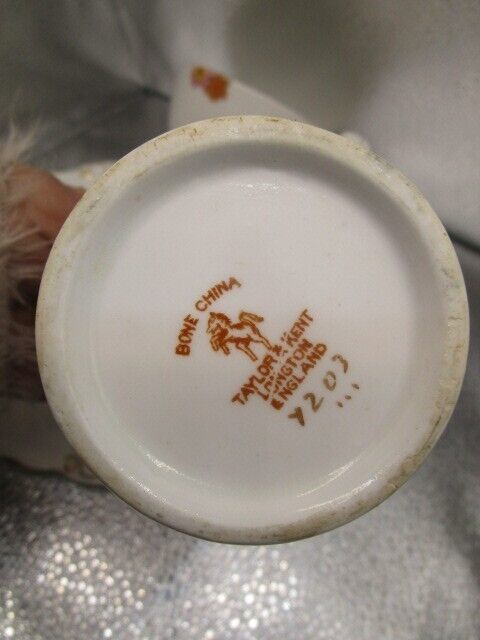 BONE CHINA
TAYLOR & KENT
LONGTON
ENGLAND
Y203